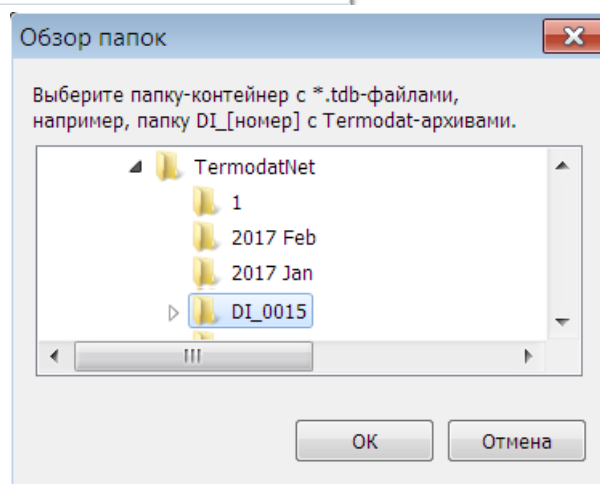 Обзор папок
Выберите папку-контейнер с *.tdb-файлами,
например, папку DI_[номер] с Termodat-архивами.
TermodatNet
1
2017 Feb
2017 Jan
DI_0015
ОК
Отмена